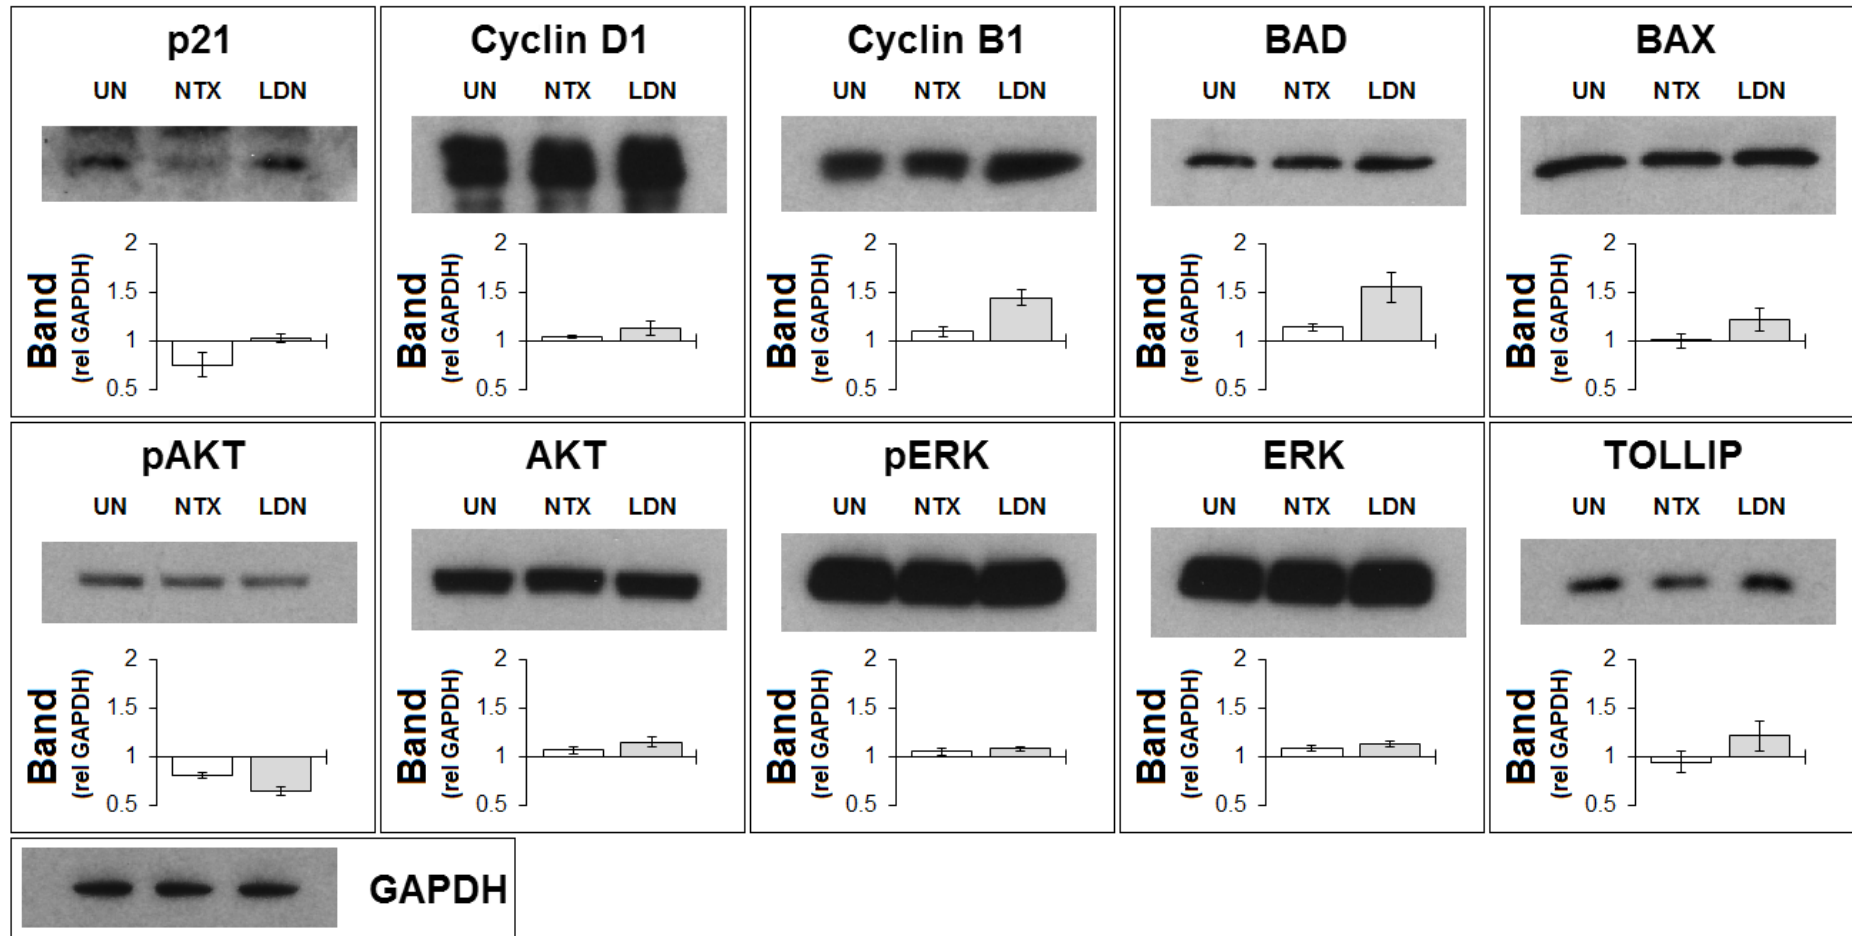 p21
UN NTX LDN
Band
(rel GAPDH)
2
1.5
1
0.5
Cyclin D1
UN NTX LDN
Band
(rel GAPDH)
2
1.5
1
0.5
Cyclin B1
UN NTX LDN
Band
(rel GAPDH)
2
1.5
1
0.5
BAD
UN NTX LDN
Band
(rel GAPDH)
2
1.5
1
0.5
BAX
UN NTX LDN
Band
(rel GAPDH)
2
1.5
1
0.5
pAKT
UN NTX LDN
Band
(rel GAPDH)
2
1.5
1
0.5
AKT
UN NTX LDN
Band
(rel GAPDH)
2
1.5
1
0.5
pERK
UN NTX LDN
Band
(rel GAPDH)
2
1.5
1
0.5
ERK
UN NTX LDN
Band
(rel GAPDH)
2
1.5
1
0.5
TOLLIP
UN NTX LDN
Band
(rel GAPDH)
2
1.5
1
0.5
GAPDH